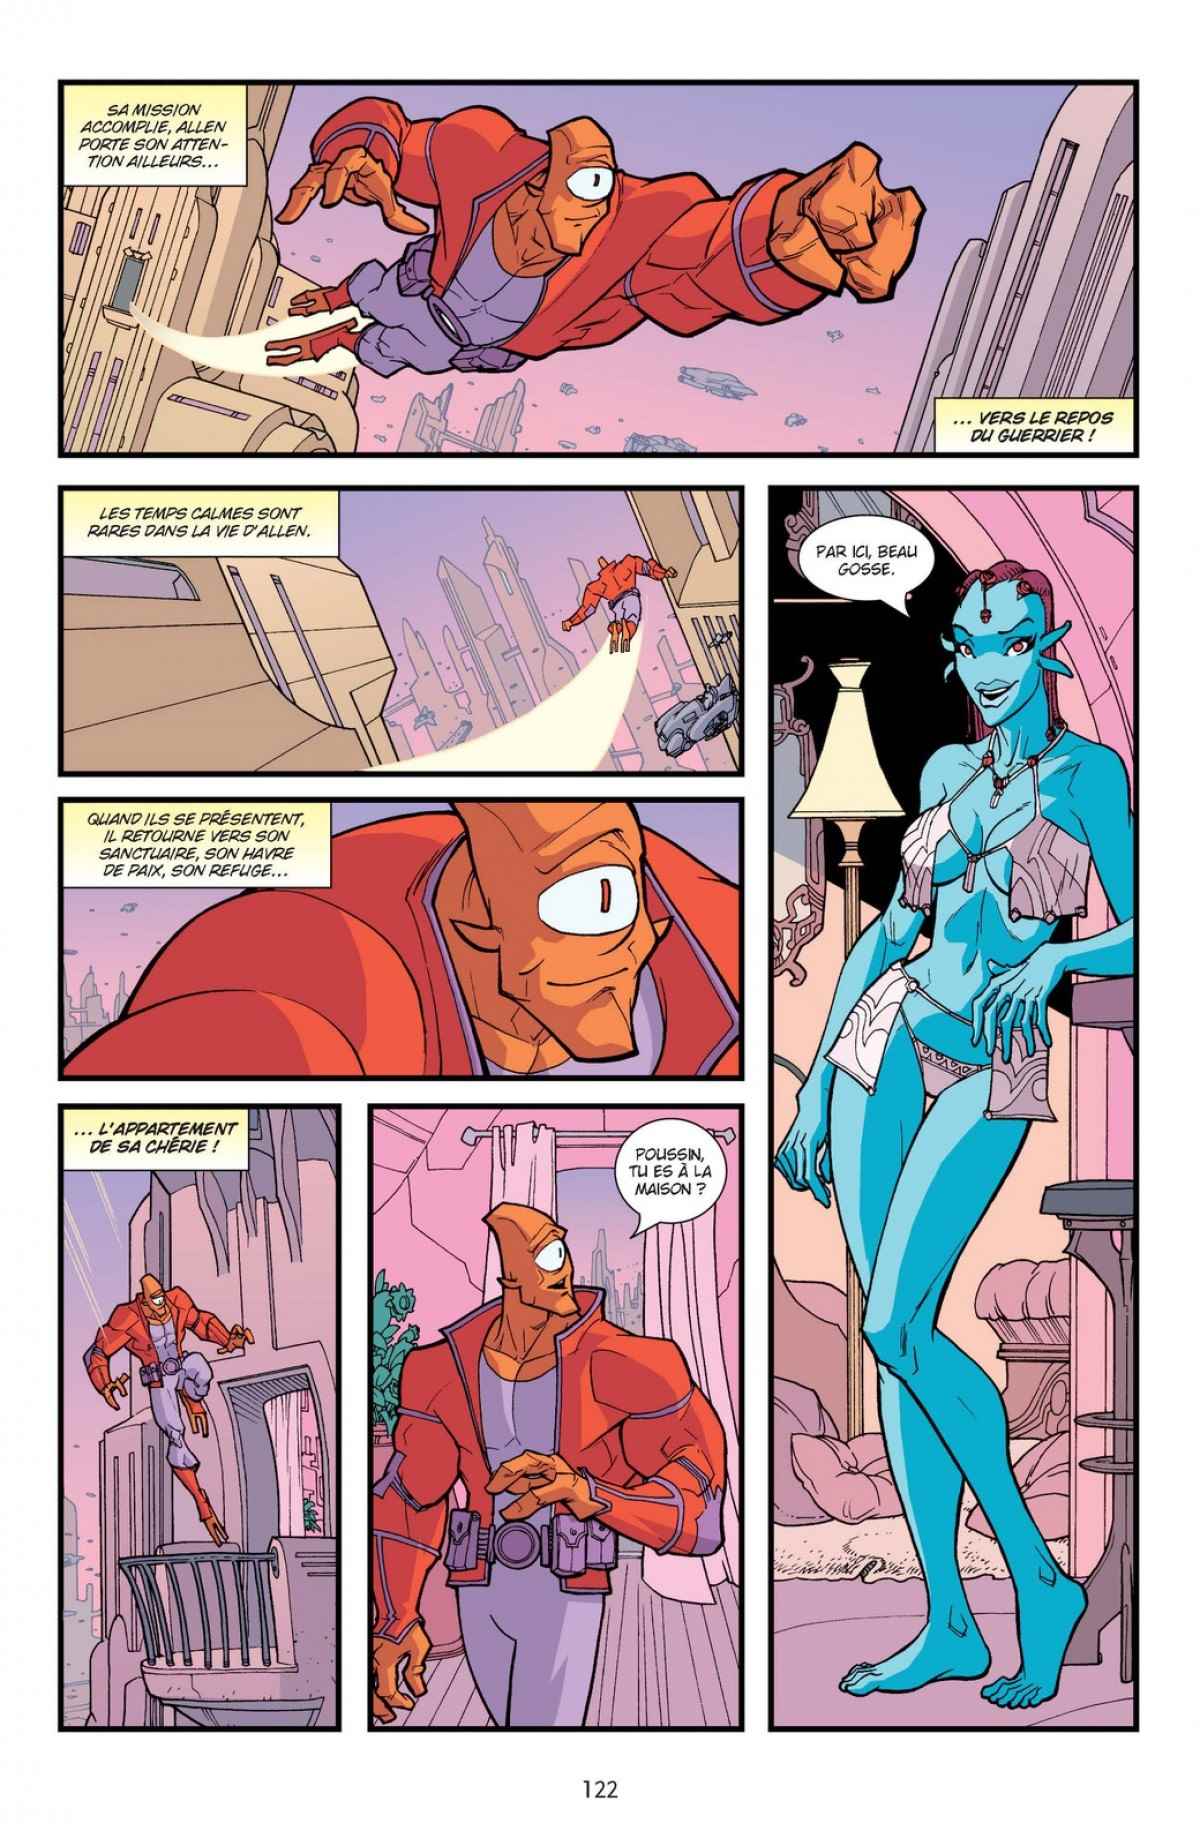 SA MISSION
ACCOMPLIE, ALLEN
PORTE SON ATTEN-
TION AILLEURS...
... VERS LE REPOS
DU GUERRIER !
LES TEMPS CALMES SONT
RARES DANS LA VIE D'ALLEN.
QUAND ILS SE PRÉSENTENT,
IL RETOURNE VERS SON
SANCTUAIRE, SON HAVRE
DE PAIX, SON REFUGE...
... L'APPARTEMENT
DE SA CHÉRIE !
POUSSIN,
TU ES À LA
MAISON ?
PAR ICI, BEAU
GOSSE.
122